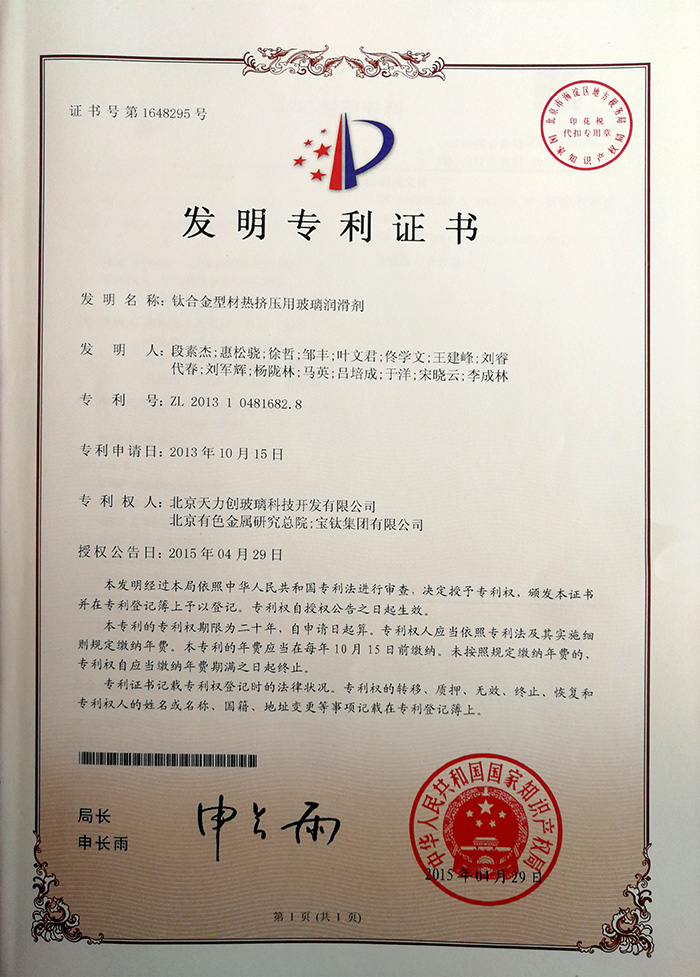 证书号第1648295号
北京市海淀区地方税务局
印花税
代扣专用章
国家知识产权局
发明专利证书
发明名称：钛合金型材热挤压用玻璃润滑剂
发明人：段素杰;惠松骁;徐哲;邹丰;叶文君;佟学文;王建峰;刘睿
代春;刘军辉;杨陇林;马英;吕培成;于洋;宋晓云;李成林
专利号：ZL 2013 1 0481682.8
专利申请日：2013年10月15日
专利权人：北京天力创玻璃科技开发有限公司
北京有色金属研究总院;宝钛集团有限公司
授权公告日：2015年04月29日
本发明经过本局依照中华人民共和国专利法进行审查，决定授予专利权，颁发本证书
并在专利登记簿上予以登记。专利权自授权公告之日起生效。
本专利的专利权期限为二十年，自申请日起算。专利权人应当依照专利法及其实施细
则规定缴纳年费。本专利的年费应当在每年10月15日前缴纳。未按照规定缴纳年费的，
专利权自应当缴纳年费期满之日起终止。
专利证书记载专利权登记时的法律状况。专利权的转移、质押、无效、终止、恢复和
专利权人的姓名或名称、国籍、地址变更等事项记载在专利登记簿上。
局长
申长雨
申长雨
中华人民共和国国家知识产权局
2015年04月29日
第1页(共1页)